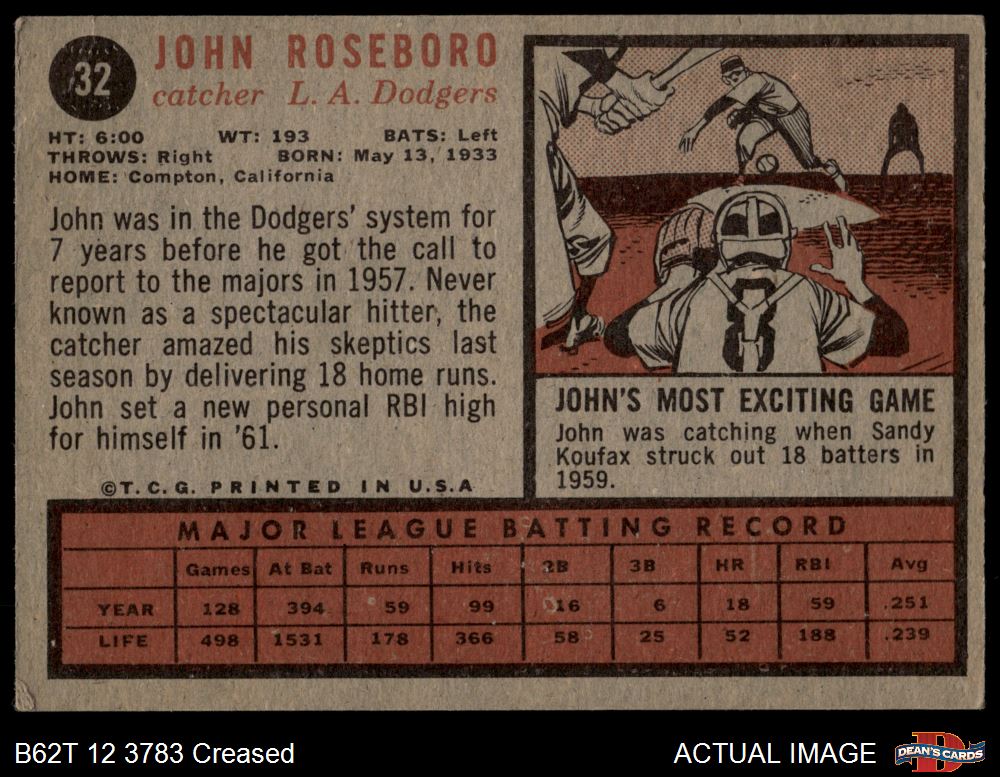 32
JOHN ROSEBORO
catcher L. A. Dodgers
HT: 6:00 WT: 193 BATS: Left
THROWS: Right BORN: May 13, 1933
HOME: Compton, California
John was in the Dodgers' system for
7 years before he got the call to
report to the majors in 1957. Never
known as a spectacular hitter, the
catcher amazed his skeptics last
season by delivering 18 home runs.
John set a new personal RBI high
for himself in '61.
©T.C.G. PRINTED IN U.S.A
8
JOHN'S MOST EXCITING GAME
John was catching when Sandy
Koufax struck out 18 batters in
1959.
MAJOR LEAGUE BATTING RECORD
Games At Bat Runs Hits 2B 3B HR RBI Avg
YEAR 128 394 59 99 16 6 18 59 .251
LIFE 498 1531 178 366 58 25 52 188 .239
B62T 12 3783 Creased
ACTUAL IMAGE
D
DEAN'S CARDS